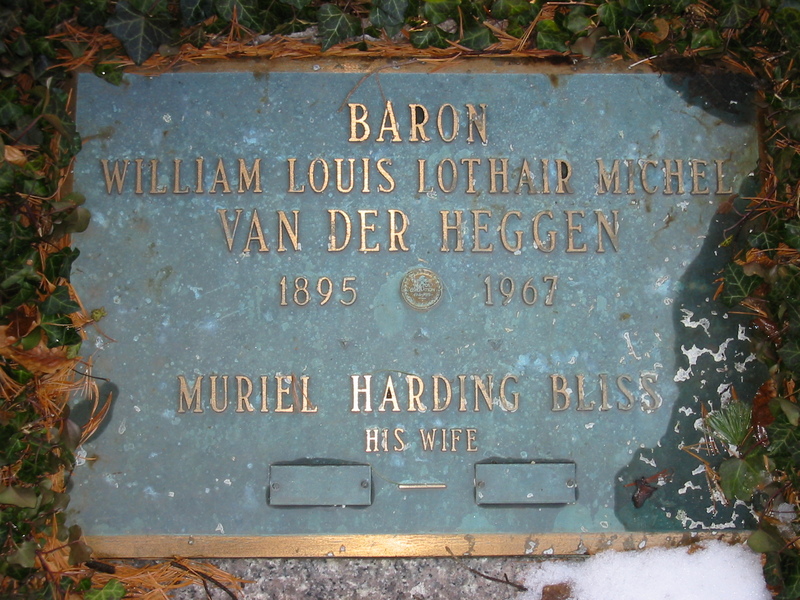 BARON
WILLIAM LOUIS LOTHAIR MICHEL
VAN DER HEGGEN
1895 1967
MURIEL HARDING BLISS
HIS WIFE